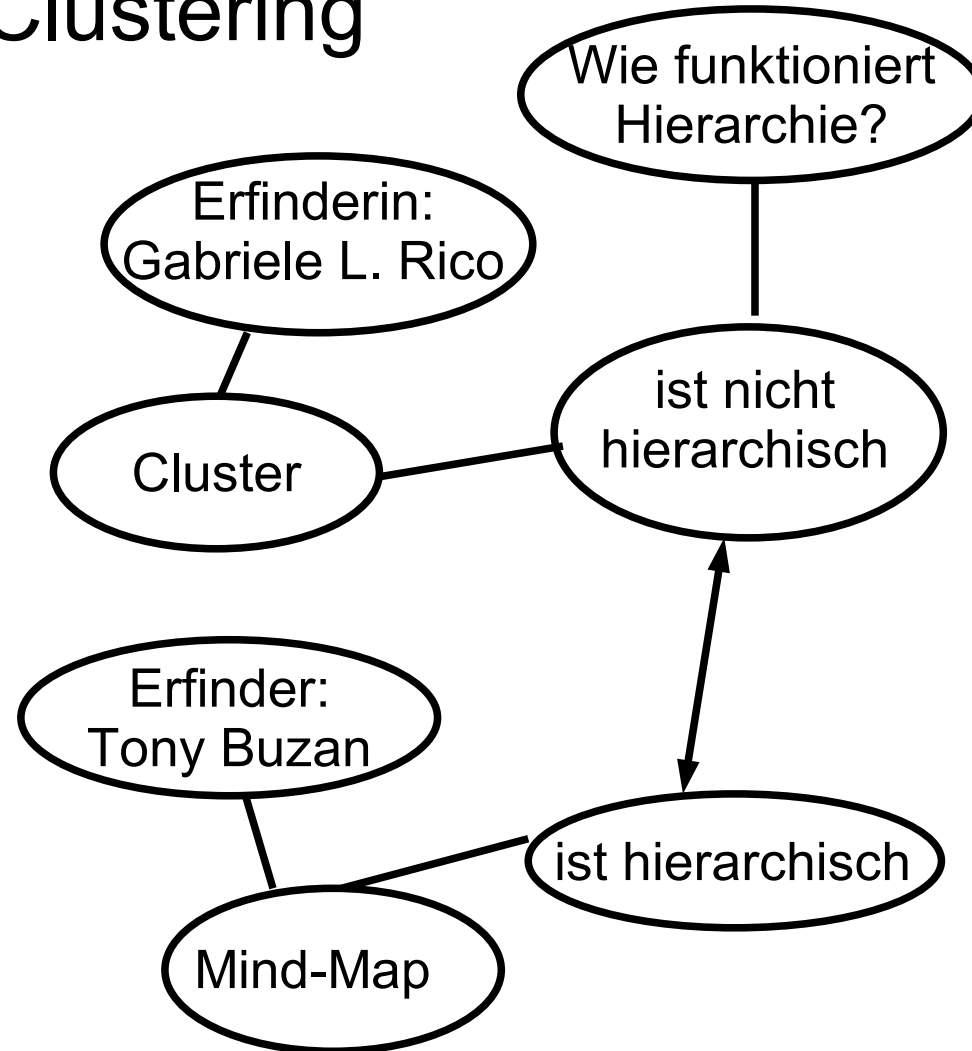 Clustering
Wie funktioniert
Hierarchie?
Erfinderin:
Gabriele L. Rico
ist nicht
hierarchisch
Cluster
Erfinder:
Tony Buzan
ist hierarchisch
Mind-Map